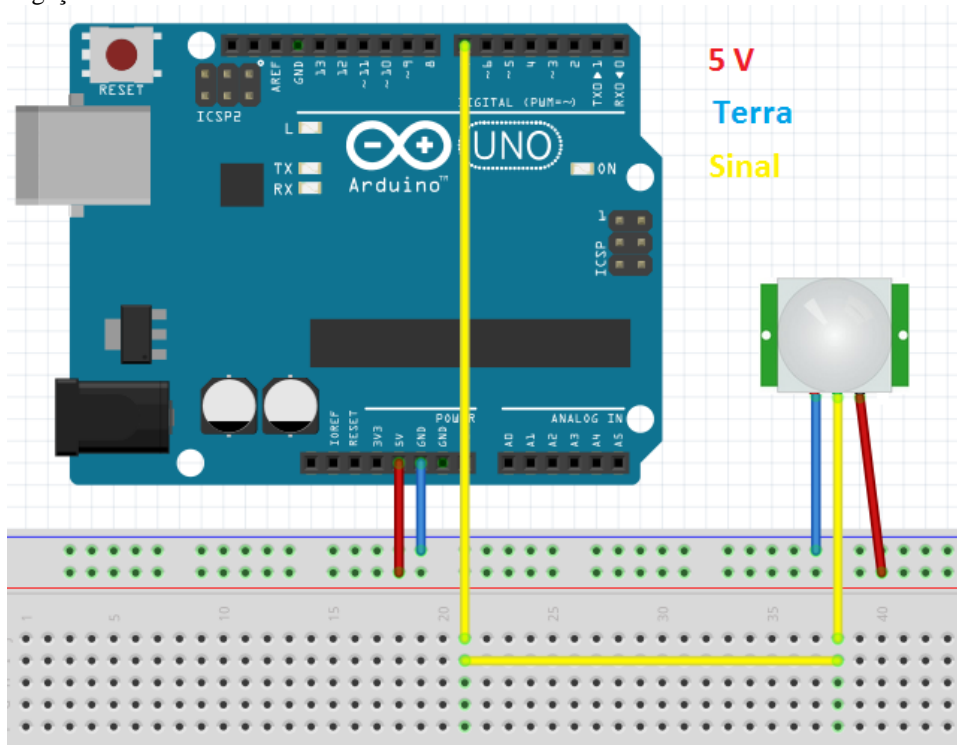 RESET
ICSP2
AREF
GND
13
12
~11
~10
~9
8
~6
~5
4
~3
2
TXD▶1
RXD◀0
DIGITAL (PWM=~)
L
TX
RX
Arduino™
UNO
ON
1
ICSP
5 V
Terra
Sinal
POWER
ANALOG IN
IOREF
RESET
3V3
5V
GND
GND
A0
A1
A2
A3
A4
A5
1
5
10
15
20
25
30
35
40